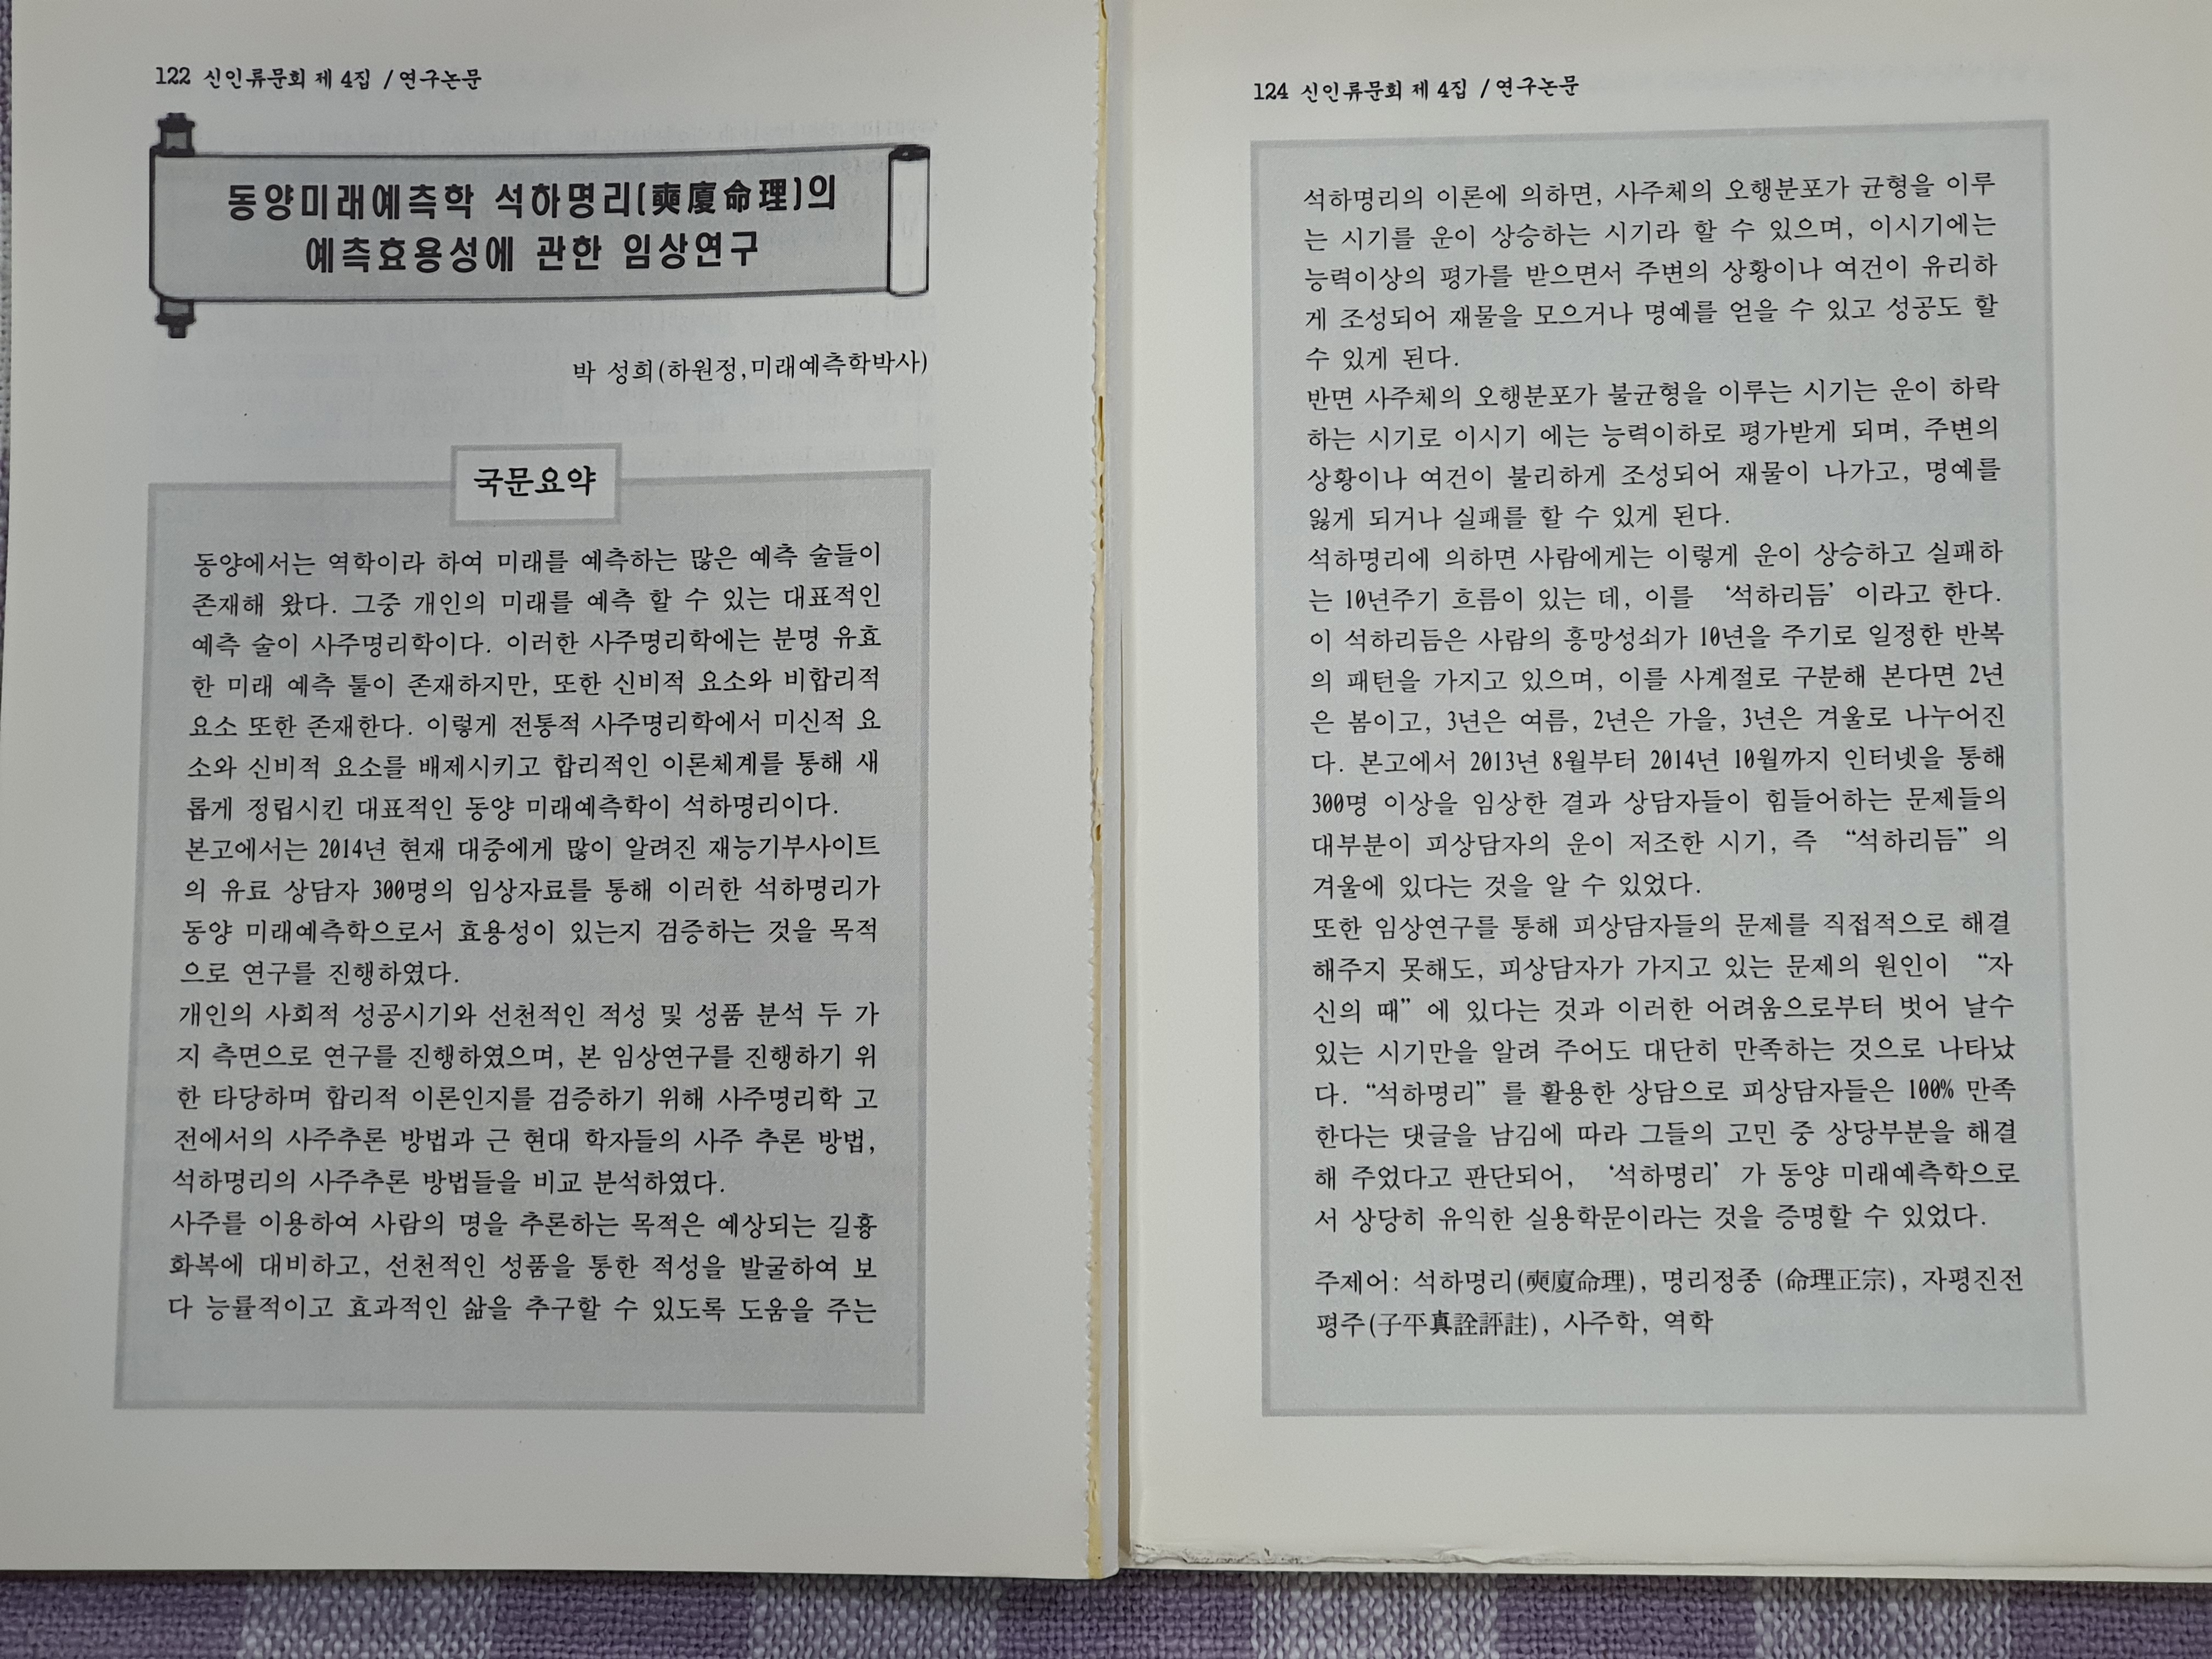 122 신인류문회 제 4집 / 연구논문
동양미래예측학 석하명리(奭廈命理)의
예측효용성에 관한 임상연구
박 성희(하원정,미래예측학박사)
국문요약
동양에서는 역학이라 하여 미래를 예측하는 많은 예측 술들이
존재해 왔다. 그중 개인의 미래를 예측 할 수 있는 대표적인
예측 술이 사주명리학이다. 이러한 사주명리학에는 분명 유효
한 미래 예측 툴이 존재하지만, 또한 신비적 요소와 비합리적
요소 또한 존재한다. 이렇게 전통적 사주명리학에서 미신적 요
소와 신비적 요소를 배제시키고 합리적인 이론체계를 통해 새
롭게 정립시킨 대표적인 동양 미래예측학이 석하명리이다.
본고에서는 2014년 현재 대중에게 많이 알려진 재능기부사이트
의 유료 상담자 300명의 임상자료를 통해 이러한 석하명리가
동양 미래예측학으로서 효용성이 있는지 검증하는 것을 목적
으로 연구를 진행하였다.
개인의 사회적 성공시기와 선천적인 적성 및 성품 분석 두 가
지 측면으로 연구를 진행하였으며, 본 임상연구를 진행하기 위
한 타당하며 합리적 이론인지를 검증하기 위해 사주명리학 고
전에서의 사주추론 방법과 근 현대 학자들의 사주 추론 방법,
석하명리의 사주추론 방법들을 비교 분석하였다.
사주를 이용하여 사람의 명을 추론하는 목적은 예상되는 길흉
화복에 대비하고, 선천적인 성품을 통한 적성을 발굴하여 보
다 능률적이고 효과적인 삶을 추구할 수 있도록 도움을 주는
124 신인류문회 제 4집 / 연구논문
석하명리의 이론에 의하면, 사주체의 오행분포가 균형을 이루
는 시기를 운이 상승하는 시기라 할 수 있으며, 이시기에는
능력이상의 평가를 받으면서 주변의 상황이나 여건이 유리하
게 조성되어 재물을 모으거나 명예를 얻을 수 있고 성공도 할
수 있게 된다.
반면 사주체의 오행분포가 불균형을 이루는 시기는 운이 하락
하는 시기로 이시기 에는 능력이하로 평가받게 되며, 주변의
상황이나 여건이 불리하게 조성되어 재물이 나가고, 명예를
잃게 되거나 실패를 할 수 있게 된다.
석하명리에 의하면 사람에게는 이렇게 운이 상승하고 실패하
는 10년주기 흐름이 있는 데, 이를 ‘석하리듬’ 이라고 한다.
이 석하리듬은 사람의 흥망성쇠가 10년을 주기로 일정한 반복
의 패턴을 가지고 있으며, 이를 사계절로 구분해 본다면 2년
은 봄이고, 3년은 여름, 2년은 가을, 3년은 겨울로 나누어진
다. 본고에서 2013년 8월부터 2014년 10월까지 인터넷을 통해
300명 이상을 임상한 결과 상담자들이 힘들어하는 문제들의
대부분이 피상담자의 운이 저조한 시기, 즉 “석하리듬” 의
겨울에 있다는 것을 알 수 있었다.
또한 임상연구를 통해 피상담자들의 문제를 직접적으로 해결
해주지 못해도, 피상담자가 가지고 있는 문제의 원인이 “자
신의 때” 에 있다는 것과 이러한 어려움으로부터 벗어 날수
있는 시기만을 알려 주어도 대단히 만족하는 것으로 나타났
다. “석하명리” 를 활용한 상담으로 피상담자들은 100% 만족
한다는 댓글을 남김에 따라 그들의 고민 중 상당부분을 해결
해 주었다고 판단되어, ‘석하명리’ 가 동양 미래예측학으로
서 상당히 유익한 실용학문이라는 것을 증명할 수 있었다.
주제어: 석하명리(奭廈命理), 명리정종 (命理正宗), 자평진전
평주(子平真詮評註), 사주학, 역학